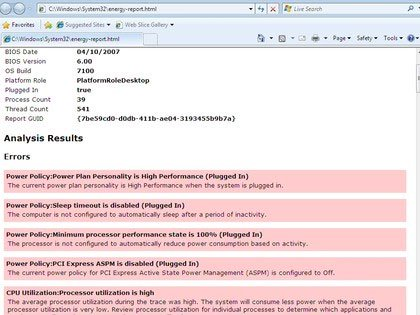 C:\Windows\System32\energy-report.html
Live Search
Favorites
Suggested Sites
Web Slice Gallery
C:\Windows\System32\energy-report.html
Page
Safety
Tools
BIOS Date 04/10/2007
BIOS Version 6.00
OS Build 7100
Platform Role PlatformRoleDesktop
Plugged In true
Process Count 39
Thread Count 541
Report GUID {7be59cd0-d0db-411b-ae04-3193455b9b7a}
Analysis Results
Errors
Power Policy:Power Plan Personality is High Performance (Plugged In)
The current power plan personality is High Performance when the system is plugged in.
Power Policy:Sleep timeout is disabled (Plugged In)
The computer is not configured to automatically sleep after a period of inactivity.
Power Policy:Minimum processor performance state is 100% (Plugged In)
The processor is not configured to automatically reduce power consumption based on activity.
Power Policy:PCI Express ASPM is disabled (Plugged In)
The current power policy for PCI Express Active State Power Management (ASPM) is configured to Off.
CPU Utilization:Processor utilization is high
The average processor utilization during the trace was high. The system will consume less power when the average
processor utilization is very low. Review processor utilization for individual processes to determine which applications and